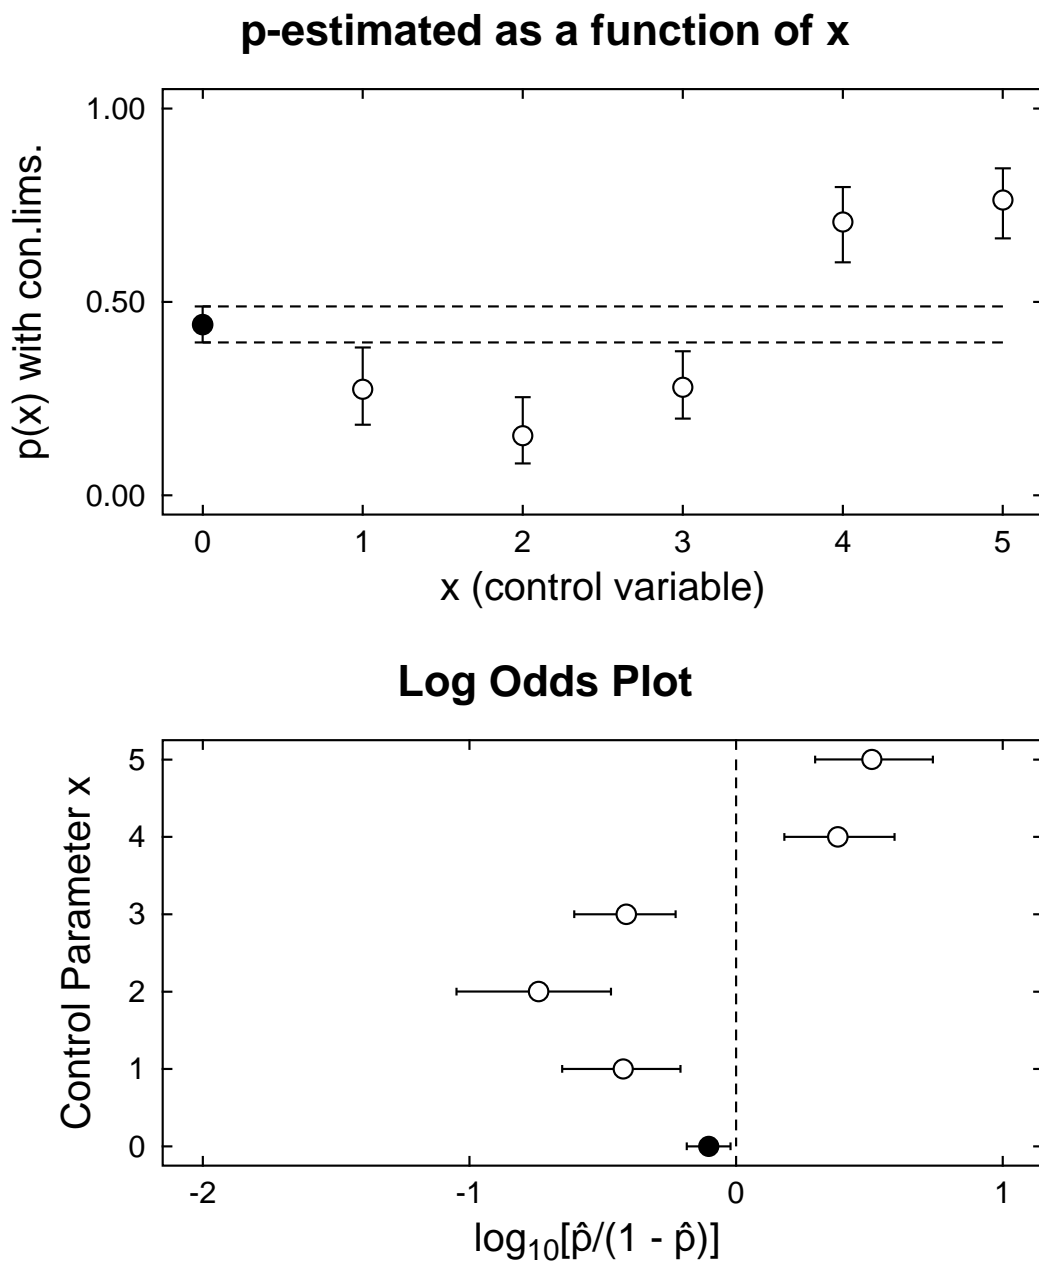 p-estimated as a function of x
1.00
0.50
0.00
p(x) with con.lims.
0 1 2 3 4 5
x (control variable)
Log Odds Plot
5
4
3
2
1
0
Control Parameter x
-2 -1 0 1
log₁₀[p̂/(1 - p̂)]